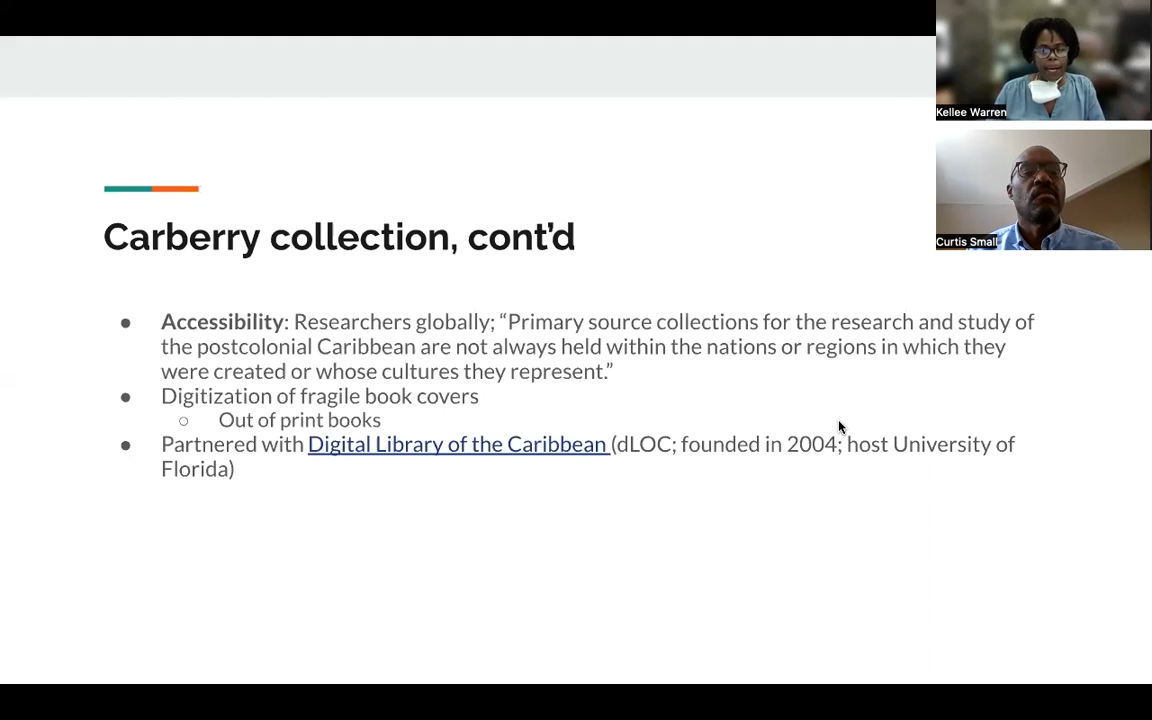 Kellee Warren
Curtis Small
Carberry collection, cont’d
● Accessibility: Researchers globally; “Primary source collections for the research and study of
the postcolonial Caribbean are not always held within the nations or regions in which they
were created or whose cultures they represent.”
● Digitization of fragile book covers
○ Out of print books
● Partnered with Digital Library of the Caribbean (dLOC; founded in 2004; host University of
Florida)